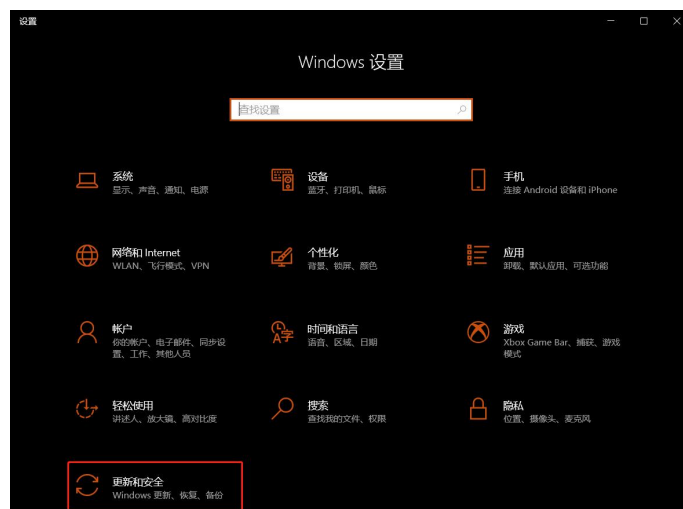 设置
Windows 设置
查找设置
系统
显示、声音、通知、电源
设备
蓝牙、打印机、鼠标
手机
连接 Android 设备和 iPhone
网络和 Internet
WLAN、飞行模式、VPN
个性化
背景、锁屏、颜色
应用
卸载、默认应用、可选功能
帐户
你的帐户、电子邮件、同步设
置、工作、其他人员
时间和语言
语音、区域、日期
游戏
Xbox Game Bar、捕获、游戏
模式
轻松使用
讲述人、放大镜、高对比度
搜索
查找我的文件、权限
隐私
位置、摄像头、麦克风
更新和安全
Windows 更新、恢复、备份